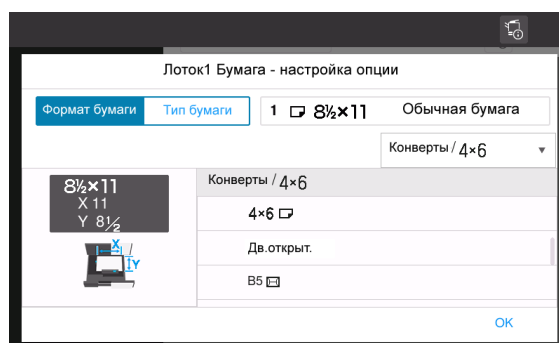 Лоток1 Бумага - настройка опции
Формат бумаги Тип бумаги 1 8½×11 Обычная бумага
Конверты / 4×6
8½×11
X 11
Y 8½
X
Y
Конверты / 4×6
4×6
Дв.открыт.
B5
OK